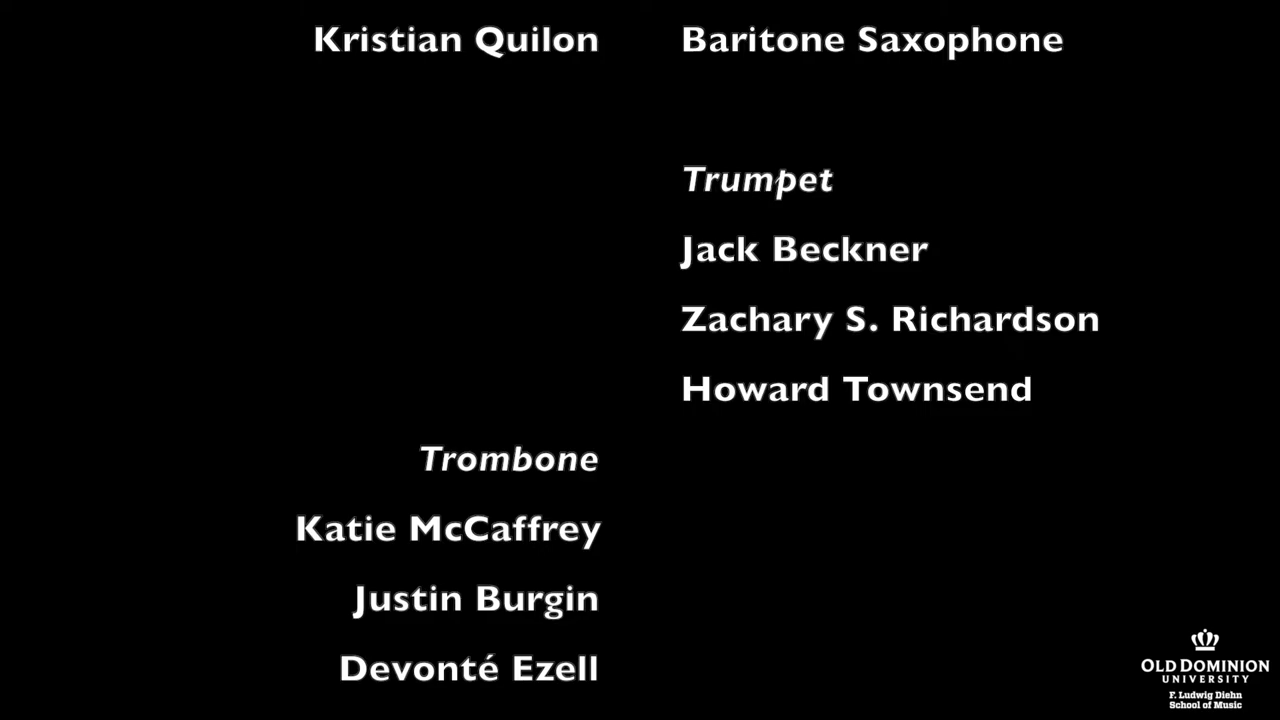 Kristian Quilon Baritone Saxophone
Trumpet
Jack Beckner
Zachary S. Richardson
Howard Townsend
Trombone
Katie McCaffrey
Justin Burgin
Devonté Ezell
OLD DOMINION
UNIVERSITY
F. Ludwig Diehn
School of Music